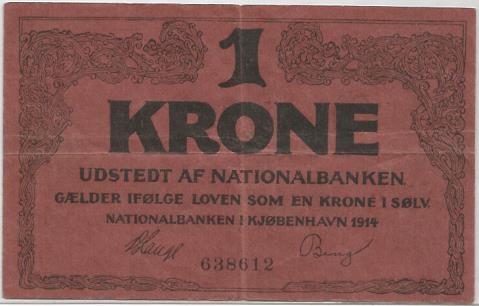 1
KRONE
UDSTEDT AF NATIONALBANKEN.
GÆLDER IFØLGE LOVEN SOM EN KRONE I SØLV.
NATIONALBANKEN I KJØBENHAVN 1914
638612